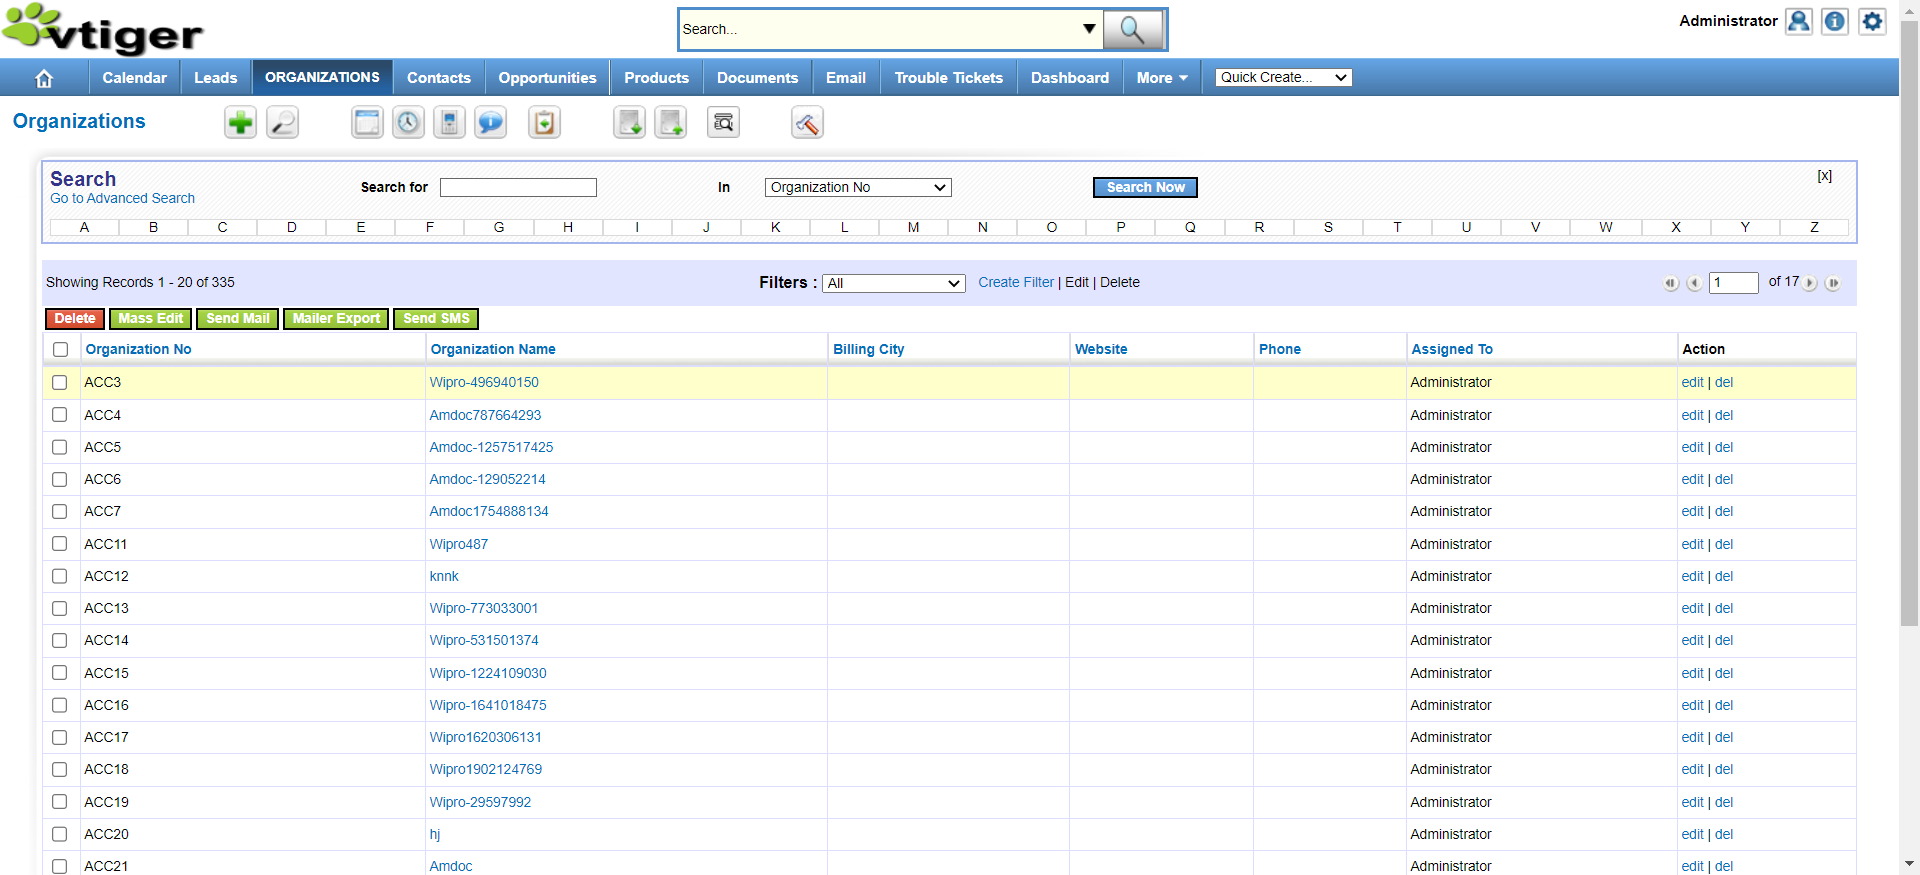 vtiger
Search...
Administrator
Calendar Leads ORGANIZATIONS Contacts Opportunities Products Documents Email Trouble Tickets Dashboard More Quick Create...
Organizations
Search
Go to Advanced Search
Search for In Organization No Search Now [x]
A B C D E F G H I J K L M N O P Q R S T U V W X Y Z
Showing Records 1 - 20 of 335 Filters : All Create Filter | Edit | Delete 1 of 17
Delete Mass Edit Send Mail Mailer Export Send SMS
Organization No Organization Name Billing City Website Phone Assigned To Action
ACC3 Wipro-496940150 Administrator edit | del
ACC4 Amdoc787664293 Administrator edit | del
ACC5 Amdoc-1257517425 Administrator edit | del
ACC6 Amdoc-129052214 Administrator edit | del
ACC7 Amdoc1754888134 Administrator edit | del
ACC11 Wipro487 Administrator edit | del
ACC12 knnk Administrator edit | del
ACC13 Wipro-773033001 Administrator edit | del
ACC14 Wipro-531501374 Administrator edit | del
ACC15 Wipro-1224109030 Administrator edit | del
ACC16 Wipro-1641018475 Administrator edit | del
ACC17 Wipro1620306131 Administrator edit | del
ACC18 Wipro1902124769 Administrator edit | del
ACC19 Wipro-29597992 Administrator edit | del
ACC20 hj Administrator edit | del
ACC21 Amdoc Administrator edit | del